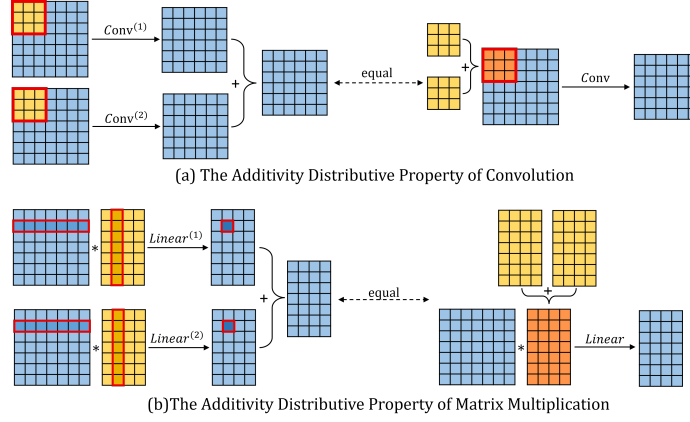 Conv(1)
+
equal
+
Conv
Conv(2)
(a) The Additivity Distributive Property of Convolution
* Linear(1)
+
equal
+
* Linear(2)
* Linear
(b)The Additivity Distributive Property of Matrix Multiplication